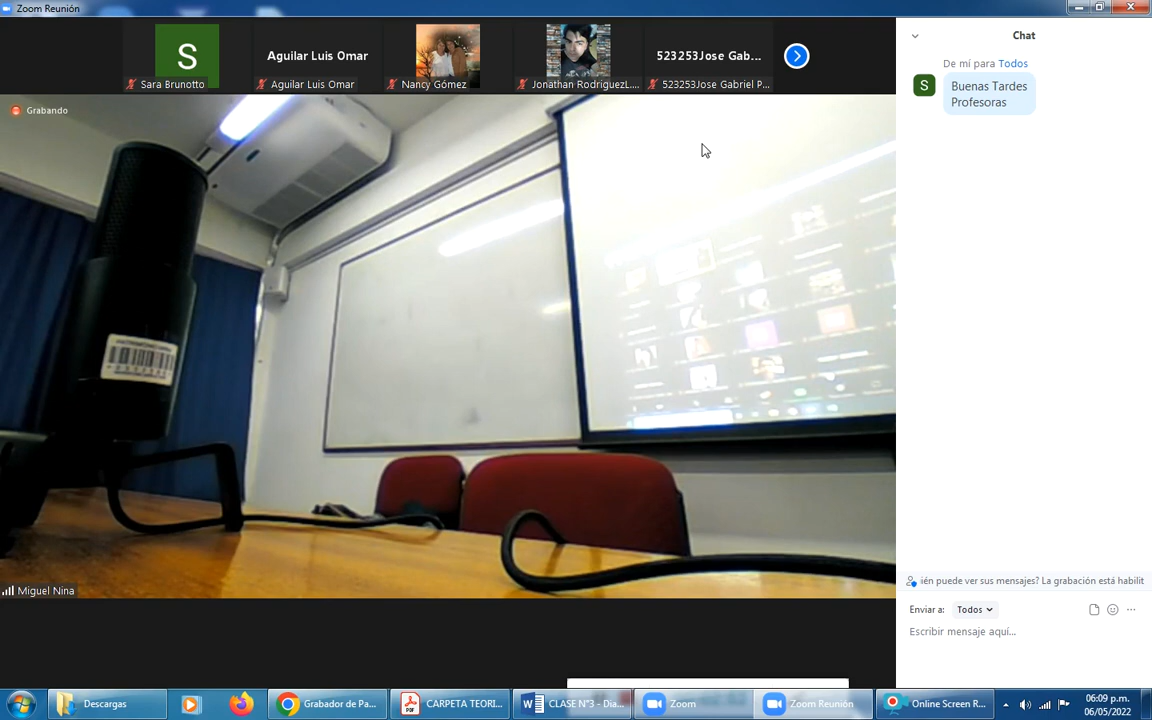 Zoom Reunión
S
Sara Brunotto
Aguilar Luis Omar
Aguilar Luis Omar
Nancy Gómez
Jonathan RodriguezL...
523253Jose Gab...
523253Jose Gabriel P...
Grabando
Miguel Nina
Chat
De mí para Todos
S
Buenas Tardes
Profesoras
ién puede ver sus mensajes? La grabación está habilit
Enviar a: Todos
Escribir mensaje aquí...
Descargas
Grabador de Pa...
CARPETA TEORI...
CLASE N°3 - Dia...
Zoom
Zoom Reunión
Online Screen R...
06:09 p.m.
06/05/2022